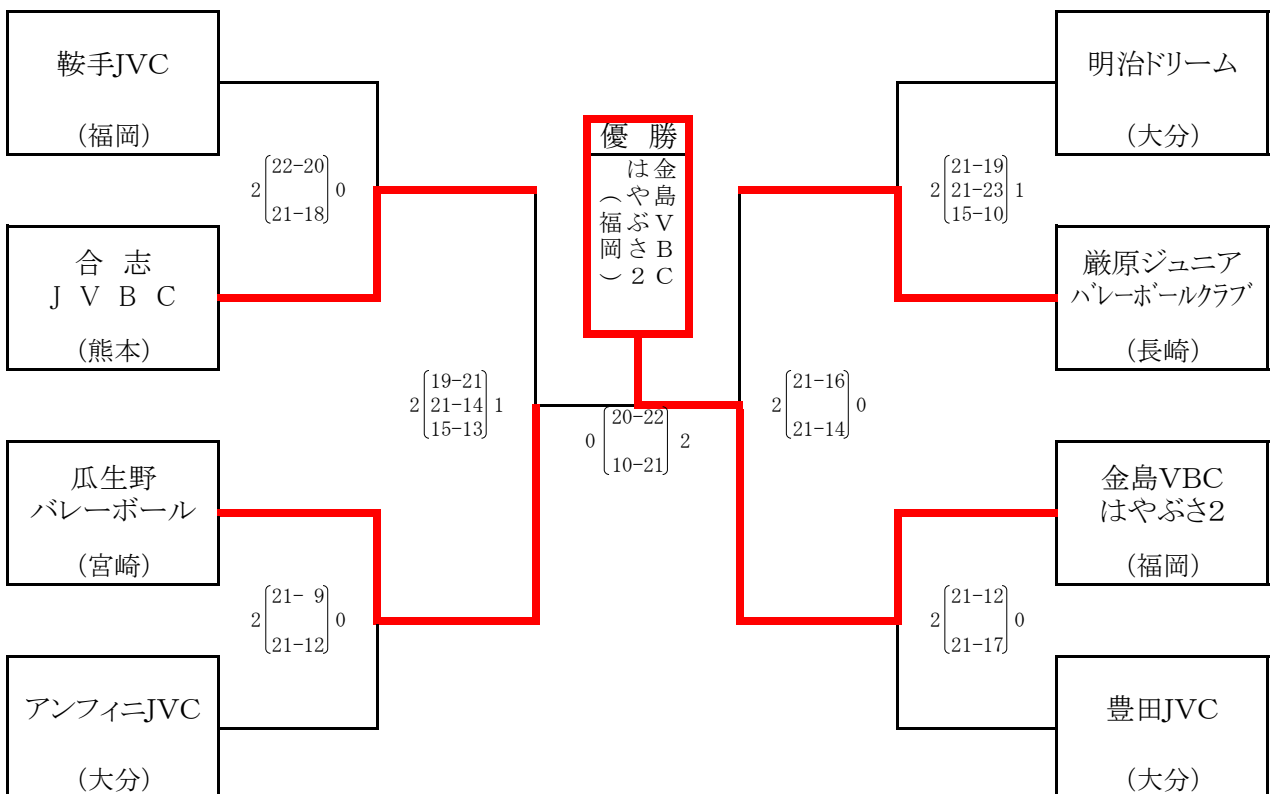 鞍手JVC
(福岡)
合 志
J V B C
(熊本)
瓜生野
バレーボール
(宮崎)
アンフィニJVC
(大分)
2 22-20 0
21-18
2 21- 9 0
21-12
19-21
2 21-14 1
15-13
優 勝
金島VBC
はやぶさ2
(福岡)
20-22
0 2
10-21
21-16
2 0
21-14
21-19
2 21-23 1
15-10
21-12
2 0
21-17
明治ドリーム
(大分)
厳原ジュニア
バレーボールクラブ
(長崎)
金島VBC
はやぶさ2
(福岡)
豊田JVC
(大分)